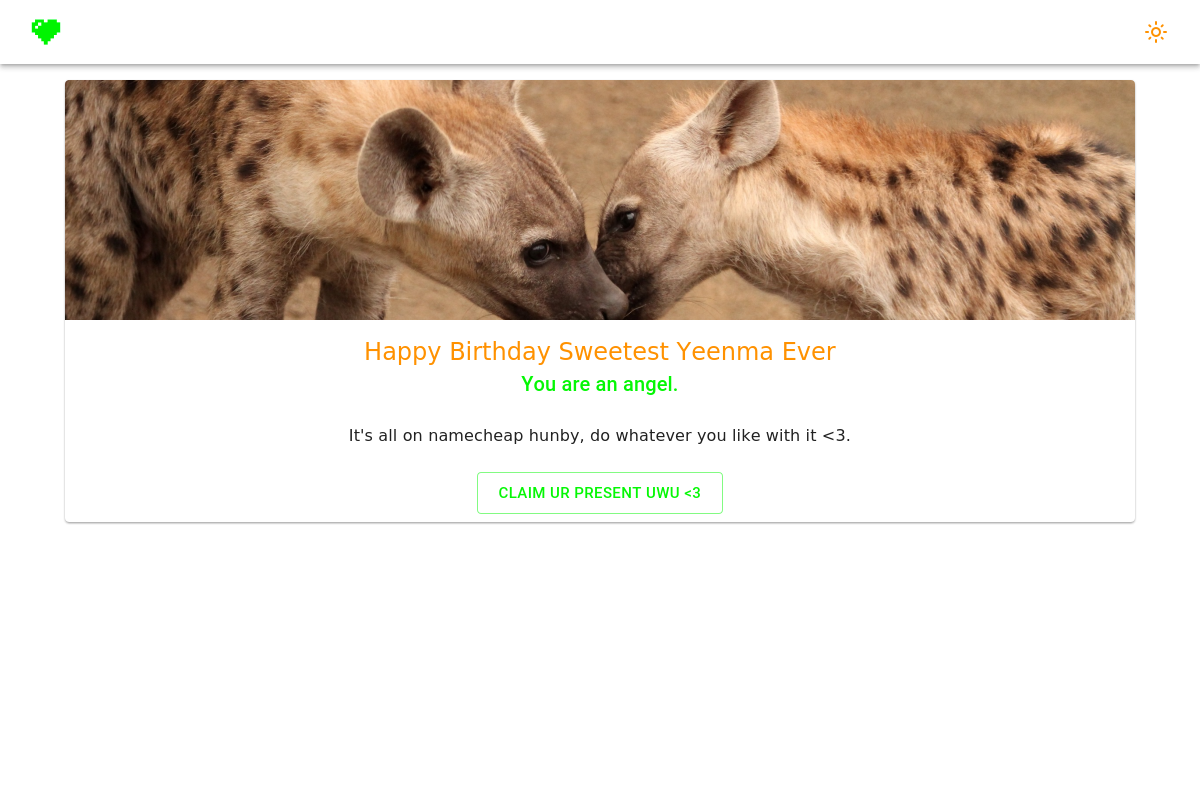 Happy Birthday Sweetest Yeenma Ever
You are an angel.
It's all on namecheap hunby, do whatever you like with it <3.
CLAIM UR PRESENT UWU <3